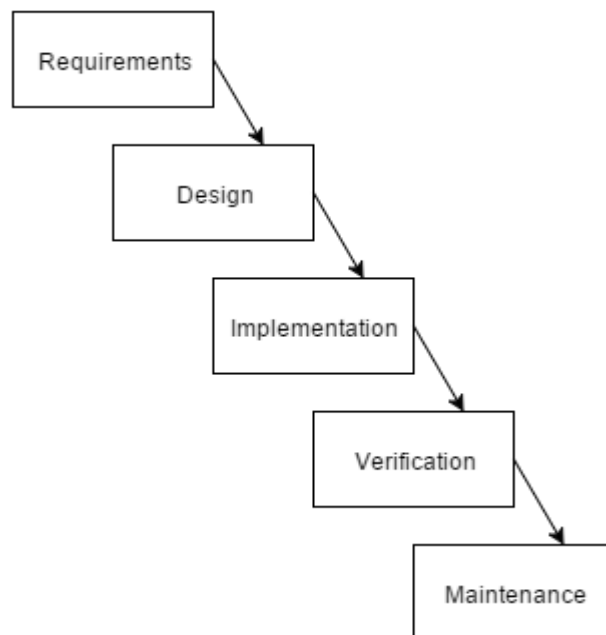 Requirements
Design
Implementation
Verification
Maintenance